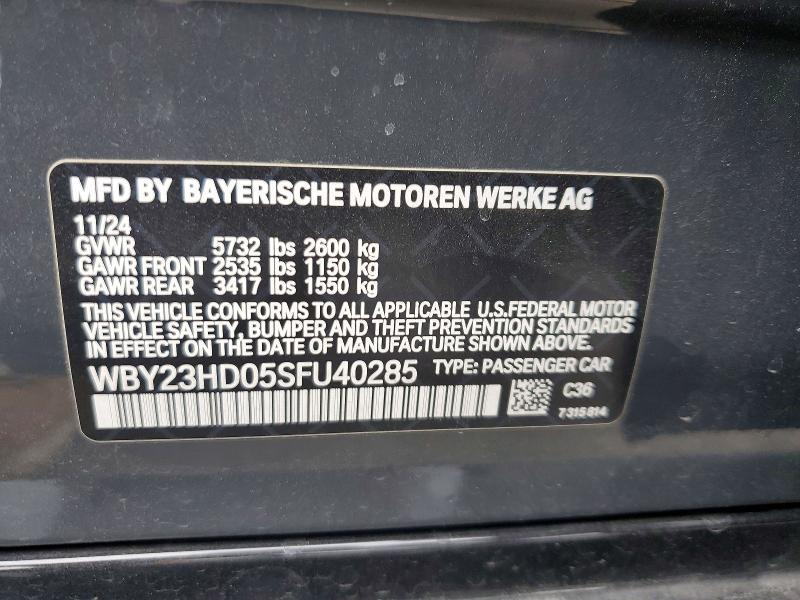 MFD BY BAYERISCHE MOTOREN WERKE AG
11/24
GVWR 5732 lbs 2600 kg
GAWR FRONT 2535 lbs 1150 kg
GAWR REAR 3417 lbs 1550 kg
THIS VEHICLE CONFORMS TO ALL APPLICABLE U.S.FEDERAL MOTOR
VEHICLE SAFETY, BUMPER AND THEFT PREVENTION STANDARDS
IN EFFECT ON THE DATE OF MANUFACTURE SHOWN ABOVE.
WBY23HD05SFU40285 TYPE: PASSENGER CAR
C36
7315814